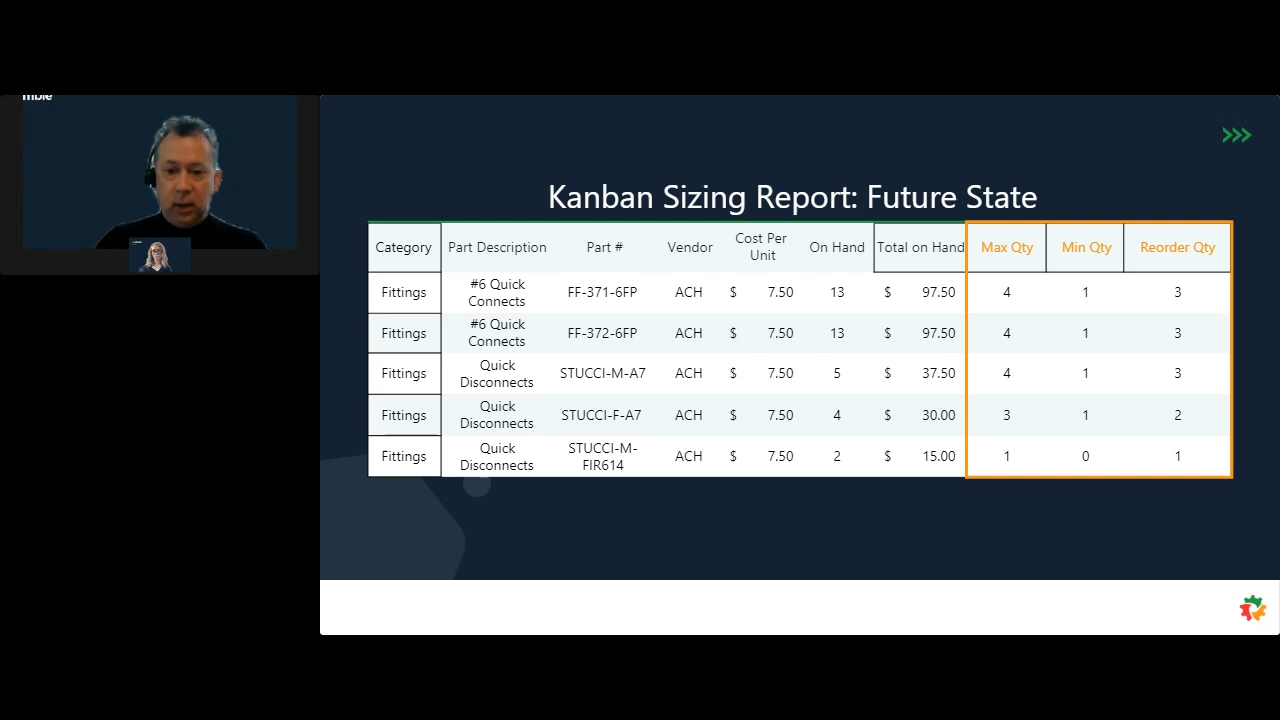 Kanban Sizing Report: Future State
Category Part Description Part # Vendor Cost Per Unit On Hand Total on Hand Max Qty Min Qty Reorder Qty
Fittings #6 Quick Connects FF-371-6FP ACH $ 7.50 13 $ 97.50 4 1 3
Fittings #6 Quick Connects FF-372-6FP ACH $ 7.50 13 $ 97.50 4 1 3
Fittings Quick Disconnects STUCCI-M-A7 ACH $ 7.50 5 $ 37.50 4 1 3
Fittings Quick Disconnects STUCCI-F-A7 ACH $ 7.50 4 $ 30.00 3 1 2
Fittings Quick Disconnects STUCCI-M-FIR614 ACH $ 7.50 2 $ 15.00 1 0 1